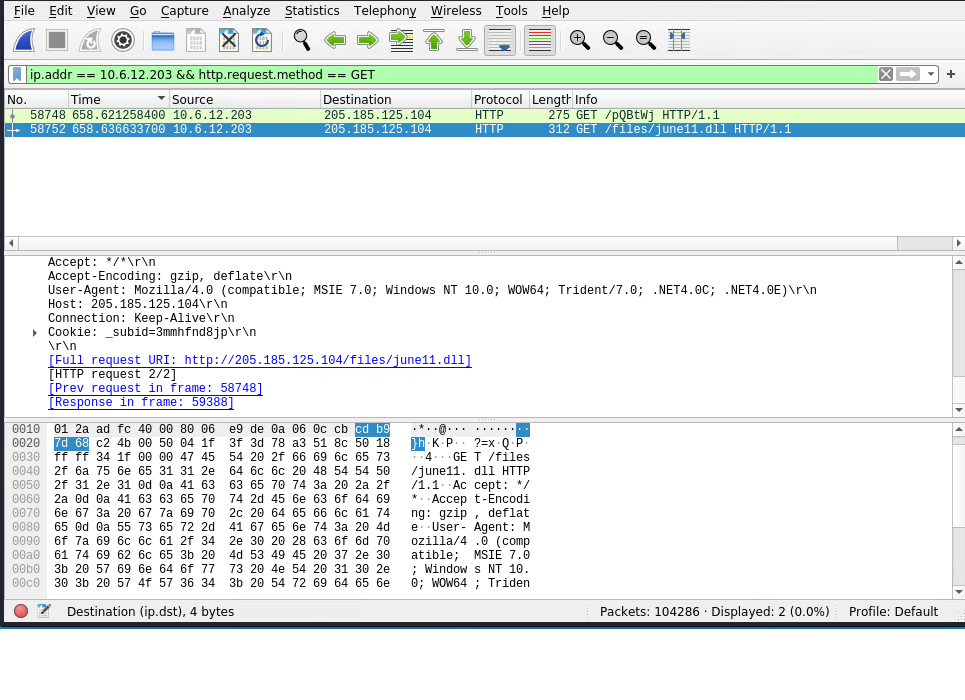 File Edit View Go Capture Analyze Statistics Telephony Wireless Tools Help
ip.addr == 10.6.12.203 && http.request.method == GET
No. Time Source Destination Protocol Length Info
58748 658.621258400 10.6.12.203 205.185.125.104 HTTP 275 GET /pQBtWj HTTP/1.1
58752 658.636633700 10.6.12.203 205.185.125.104 HTTP 312 GET /files/june11.dll HTTP/1.1
Accept: */*\r\n
Accept-Encoding: gzip, deflate\r\n
User-Agent: Mozilla/4.0 (compatible; MSIE 7.0; Windows NT 10.0; WOW64; Trident/7.0; .NET4.0C; .NET4.0E)\r\n
Host: 205.185.125.104\r\n
Connection: Keep-Alive\r\n
Cookie: _subid=3mmhfnd8jp\r\n
\r\n
[Full request URI: http://205.185.125.104/files/june11.dll]
[HTTP request 2/2]
[Prev request in frame: 58748]
[Response in frame: 59388]
0010 01 2a ad fc 40 00 80 06 e9 de 0a 06 0c cb cd b9 ·*··@··· ········
0020 7d 68 c2 4b 00 50 04 1f 3f 3d 78 a3 51 8c 50 18 }h·K·P·· ?=x·Q·P·
0030 ff ff 34 1f 00 00 47 45 54 20 2f 66 69 6c 65 73 ··4···GE T /files
0040 2f 6a 75 6e 65 31 31 2e 64 6c 6c 20 48 54 54 50 /june11. dll HTTP
0050 2f 31 2e 31 0d 0a 41 63 63 65 70 74 3a 20 2a 2f /1.1··Ac cept: */
0060 2a 0d 0a 41 63 63 65 70 74 2d 45 6e 63 6f 64 69 *··Accep t-Encodi
0070 6e 67 3a 20 67 7a 69 70 2c 20 64 65 66 6c 61 74 ng: gzip , deflat
0080 65 0d 0a 55 73 65 72 2d 41 67 65 6e 74 3a 20 4d e··User- Agent: M
0090 6f 7a 69 6c 6c 61 2f 34 2e 30 20 28 63 6f 6d 70 ozilla/4 .0 (comp
00a0 61 74 69 62 6c 65 3b 20 4d 53 49 45 20 37 2e 30 atible;  MSIE 7.0
00b0 3b 20 57 69 6e 64 6f 77 73 20 4e 54 20 31 30 2e ; Window s NT 10.
00c0 30 3b 20 57 4f 57 36 34 3b 20 54 72 69 64 65 6e 0; WOW64 ; Triden
Destination (ip.dst), 4 bytes Packets: 104286 · Displayed: 2 (0.0%) Profile: Default